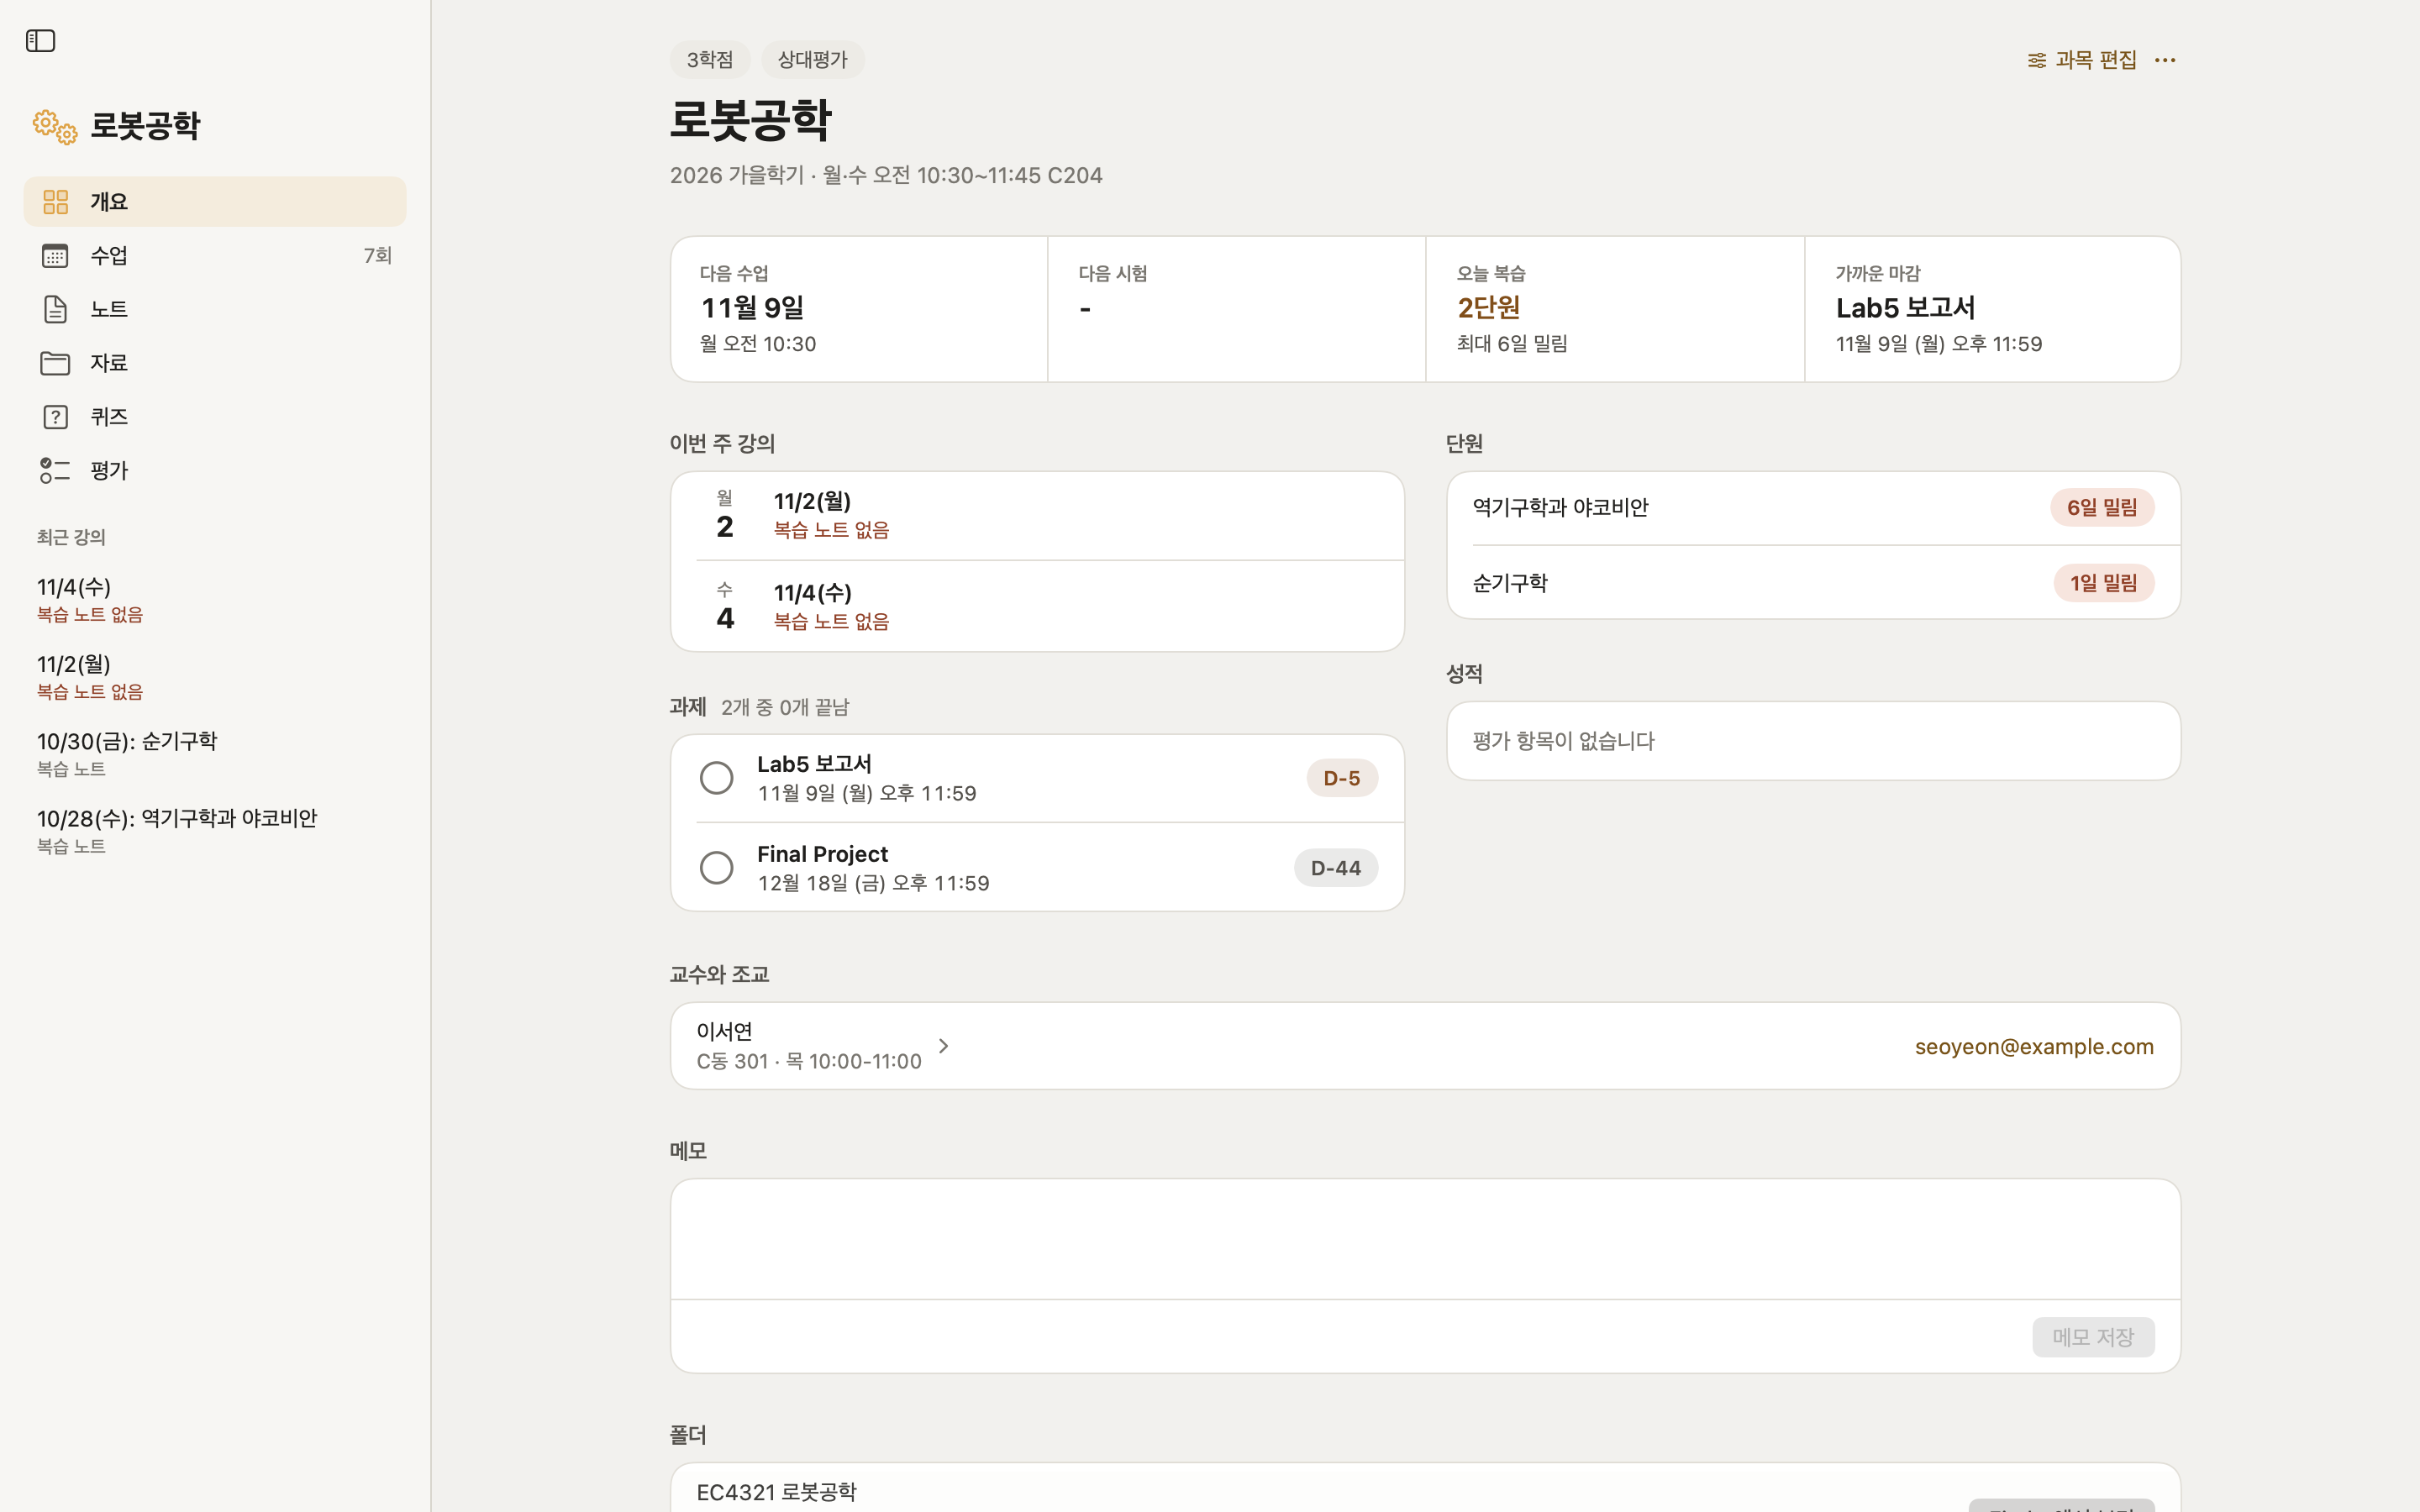 로봇공학
개요
수업 7회
노트
자료
퀴즈
평가
최근 강의
11/4(수)
복습 노트 없음
11/2(월)
복습 노트 없음
10/30(금): 순기구학
복습 노트
10/28(수): 역기구학과 야코비안
복습 노트
3학점 상대평가
과목 편집 ···
로봇공학
2026 가을학기 · 월·수 오전 10:30~11:45 C204
다음 수업
11월 9일
월 오전 10:30
다음 시험
-
오늘 복습
2단원
최대 6일 밀림
가까운 마감
Lab5 보고서
11월 9일 (월) 오후 11:59
이번 주 강의
월
2
11/2(월)
복습 노트 없음
수
4
11/4(수)
복습 노트 없음
과제 2개 중 0개 끝남
Lab5 보고서
11월 9일 (월) 오후 11:59
D-5
Final Project
12월 18일 (금) 오후 11:59
D-44
단원
역기구학과 야코비안 6일 밀림
순기구학 1일 밀림
성적
평가 항목이 없습니다
교수와 조교
이서연
C동 301 · 목 10:00-11:00
seoyeon@example.com
메모
메모 저장
폴더
EC4321 로봇공학